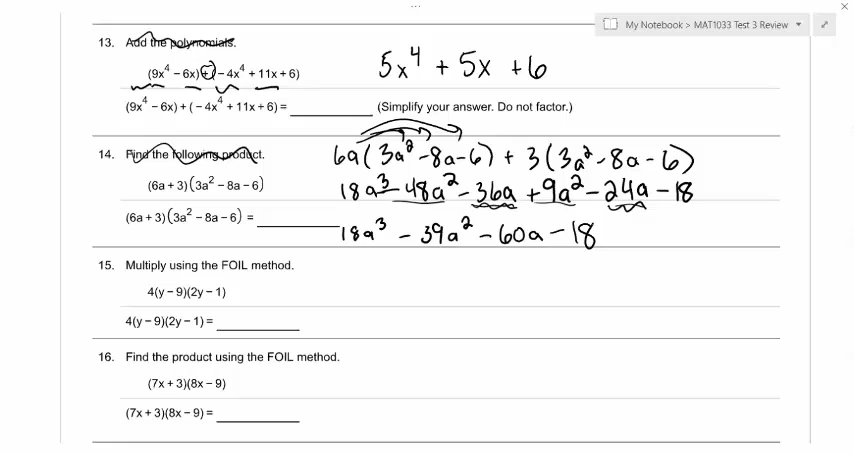 My Notebook > MAT1033 Test 3 Review
13. Add the polynomials.
(9x⁴ − 6x) + (− 4x⁴ + 11x + 6)
5x⁴ + 5x + 6
(9x⁴ − 6x) + (− 4x⁴ + 11x + 6) = (Simplify your answer. Do not factor.)
14. Find the following product.
6a(3a² − 8a − 6) + 3(3a² − 8a − 6)
(6a + 3)(3a² − 8a − 6)
18a³ − 48a² − 36a + 9a² − 24a − 18
(6a + 3)(3a² − 8a − 6) =
18a³ − 39a² − 60a − 18
15. Multiply using the FOIL method.
4(y − 9)(2y − 1)
4(y − 9)(2y − 1) =
16. Find the product using the FOIL method.
(7x + 3)(8x − 9)
(7x + 3)(8x − 9) =